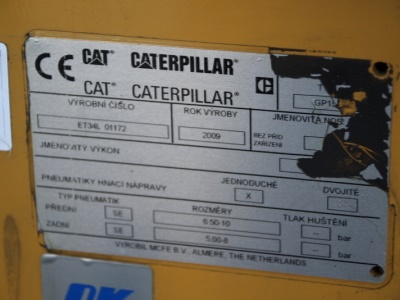 CE CAT CATERPILLAR
CAT CATERPILLAR
VÝROBNÍ ČÍSLO ROK VÝROBY JMENOVITÁ NOS
ET34L 01172 2009 BEZ PŘÍD
ZAŘÍZENÍ
JMENOVITÝ VÝKON
PNEUMATIKY HNACÍ NÁPRAVY JEDNODUCHÉ DVOJITÉ
TYP PNEUMATIK X
PŘEDNÍ SE ROZMĚRY TLAK HUŠTĚNÍ
6.50-10 -- bar
ZADNÍ SE 5.00-8 -- bar
VYROBIL MCFE B.V., ALMERE, THE NETHERLANDS